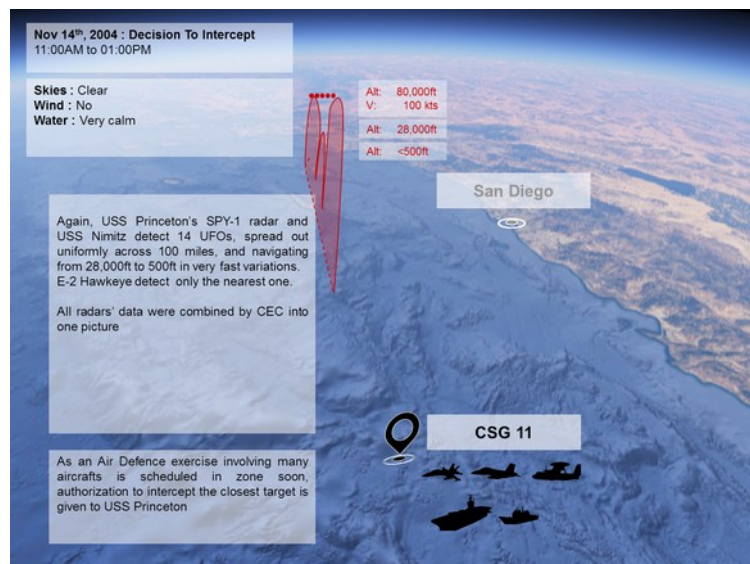 Nov 14th, 2004 : Decision To Intercept
11:00AM to 01:00PM
Skies : Clear
Wind : No
Water : Very calm
Alt: 80,000ft
V: 100 kts
Alt: 28,000ft
Alt: <500ft
San Diego
Again, USS Princeton's SPY-1 radar and
USS Nimitz detect 14 UFOs, spread out
uniformly across 100 miles, and navigating
from 28,000ft to 500ft in very fast variations.
E-2 Hawkeye detect only the nearest one.
All radars' data were combined by CEC into
one picture
CSG 11
As an Air Defence exercise involving many
aircrafts is scheduled in zone soon,
authorization to intercept the closest target is
given to USS Princeton